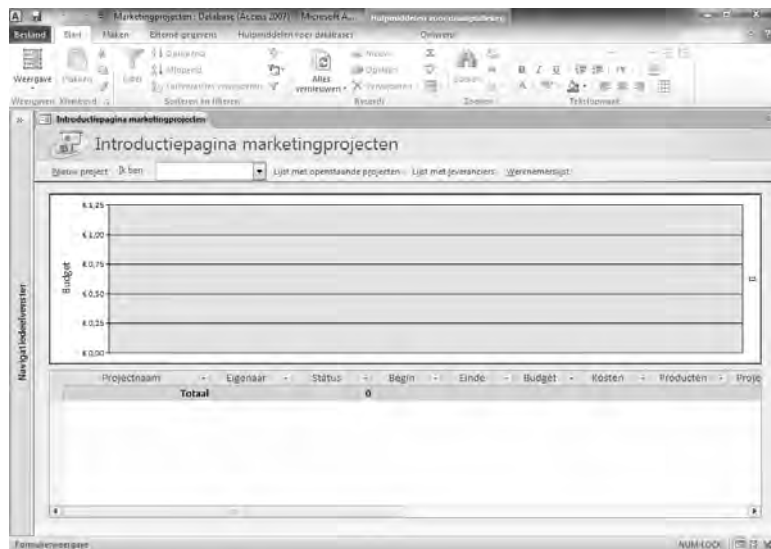 Marketingprojecten : Database (Access 2007) - Microsoft A...
Hulpmiddelen voor
Bestand Start Maken Externe gegevens Hulpmiddelen voor databases Ontwerp
Weergave
Plakken
Filter
Oplopend
Aflopend
Alles
vernieuwen
Nieuw
Opslaan
Verwijderen
Zoeken
B I U
Weergaven Klembord Sorteren en filteren Records Zoeken Tekstopmaak
Introductiepagina marketingprojecten
Introductiepagina marketingprojecten
Nieuw project Ik ben Lijst met openstaande projecten Lijst met leveranciers Werknemerslijst
Navigatiedeelvenster
Budget
€ 1,25
€ 1,00
€ 0,75
€ 0,50
€ 0,25
€ 0,00
Projectnaam Eigenaar Status Begin Einde Budget Kosten Producten Proje
Totaal 0
Formulierweergave NUM LOCK